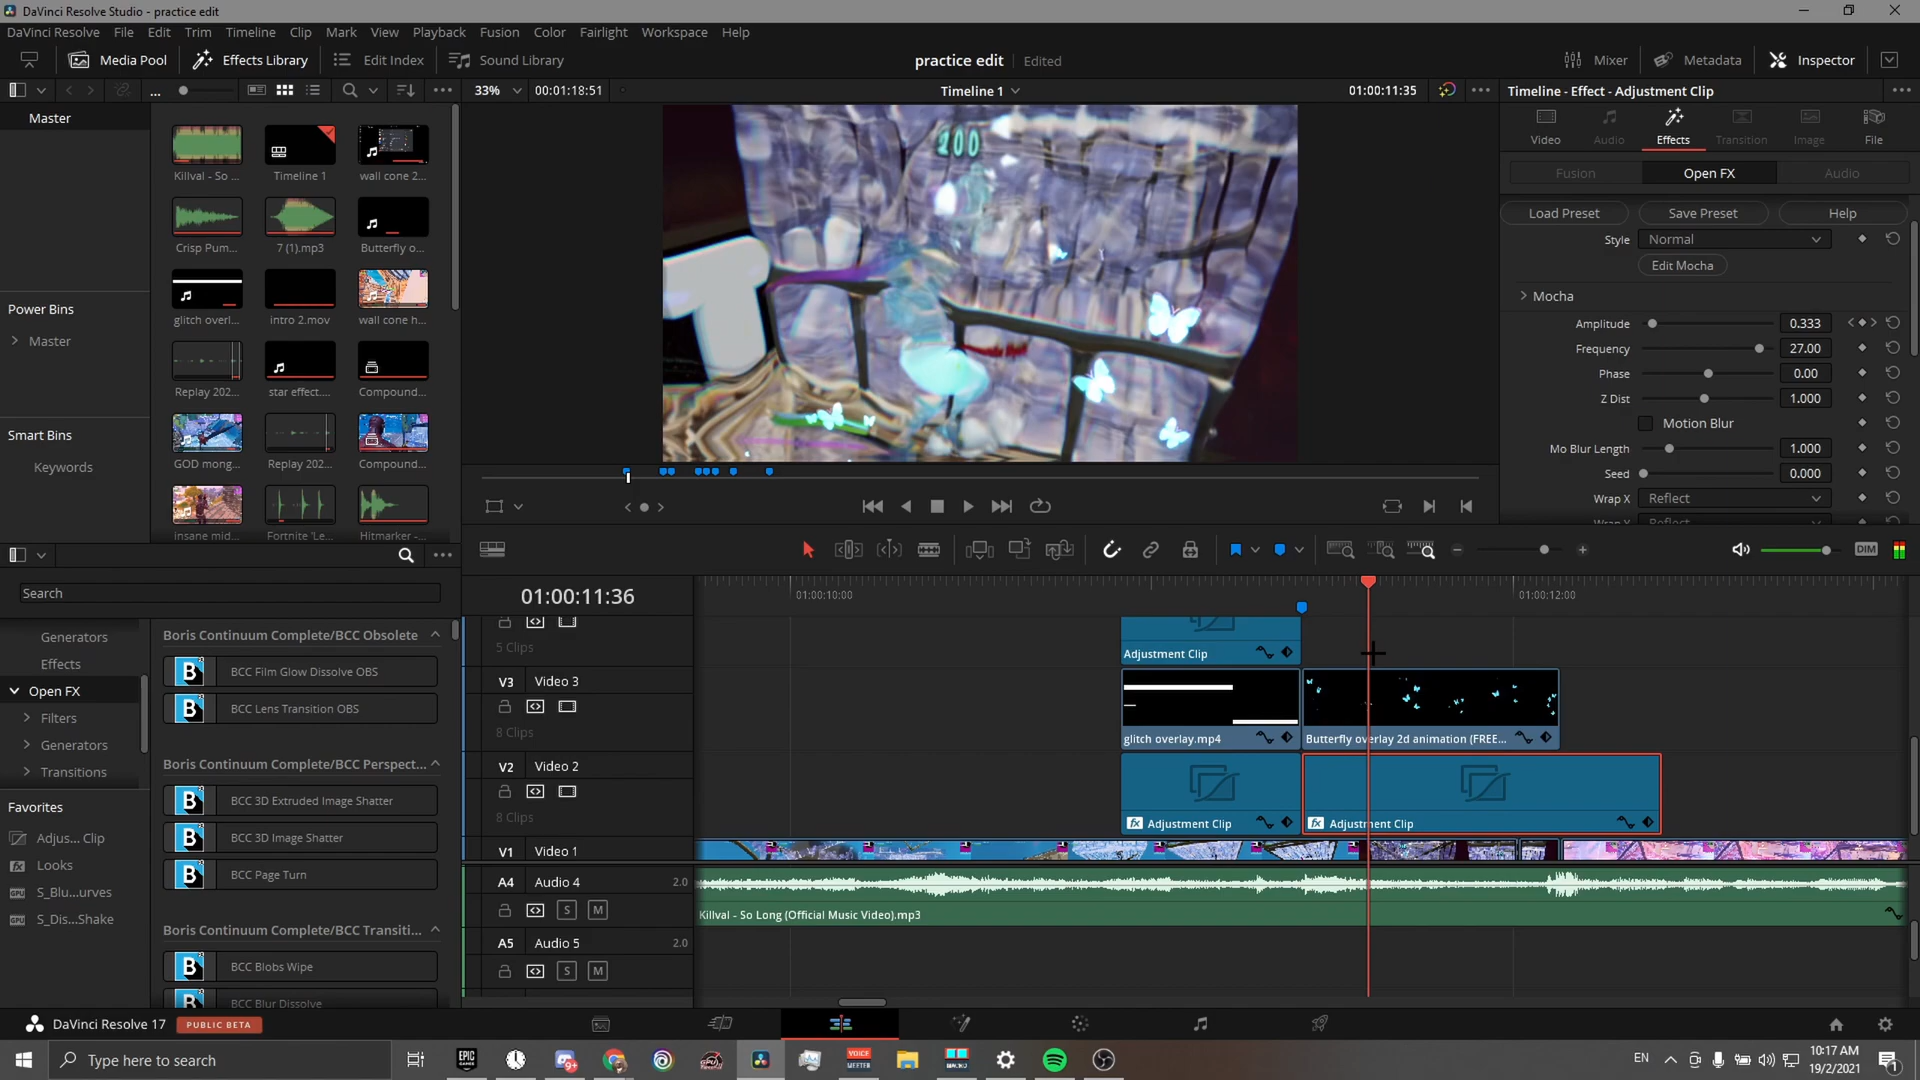 DaVinci Resolve Studio - practice edit
DaVinci Resolve File Edit Trim Timeline Clip Mark View Playback Fusion Color Fairlight Workspace Help
Media Pool Effects Library Edit Index Sound Library practice edit Edited Mixer Metadata Inspector
... 33% 00:01:18:51 Timeline 1 01:00:11:35 Timeline - Effect - Adjustment Clip
Master
Power Bins
Master
Smart Bins
Keywords
Killval - So ... Timeline 1 wall cone 2...
Crisp Pum... 7 (1).mp3 Butterfly o...
glitch overl... intro 2.mov wall cone h...
Replay 202... star effect.... Compound...
GOD mong... Replay 202... Compound...
insane mid... Fortnite 'Le... Hitmarker -...
200
Video Audio Effects Transition Image File
Fusion Open FX Audio
Load Preset Save Preset Help
Style Normal
Edit Mocha
Mocha
Amplitude 0.333
Frequency 27.00
Phase 0.00
Z Dist 1.000
Motion Blur
Mo Blur Length 1.000
Seed 0.000
Wrap X Reflect
Wrap Y Reflect
Search
Generators
Effects
Open FX
Filters
Generators
Transitions
Favorites
Adjus... Clip
Looks
S_Blu...urves
S_Dis...Shake
Boris Continuum Complete/BCC Obsolete
B BCC Film Glow Dissolve OBS
B BCC Lens Transition OBS
Boris Continuum Complete/BCC Perspect...
B BCC 3D Extruded Image Shatter
B BCC 3D Image Shatter
B BCC Page Turn
Boris Continuum Complete/BCC Transiti...
B BCC Blobs Wipe
BCC Blur Dissolve
DIM
01:00:11:36 01:00:10:00 01:00:12:00
5 Clips Adjustment Clip
V3 Video 3
8 Clips glitch overlay.mp4 Butterfly overlay 2d animation (FREE...
V2 Video 2
8 Clips fx Adjustment Clip fx Adjustment Clip
V1 Video 1
A4 Audio 4 2.0
S M Killval - So Long (Official Music Video).mp3
A5 Audio 5 2.0
S M
DaVinci Resolve 17 PUBLIC BETA
Type here to search EPIC GAMES 9+ VOICE MEETER MACRO EN 10:17 AM
19/2/2021 1